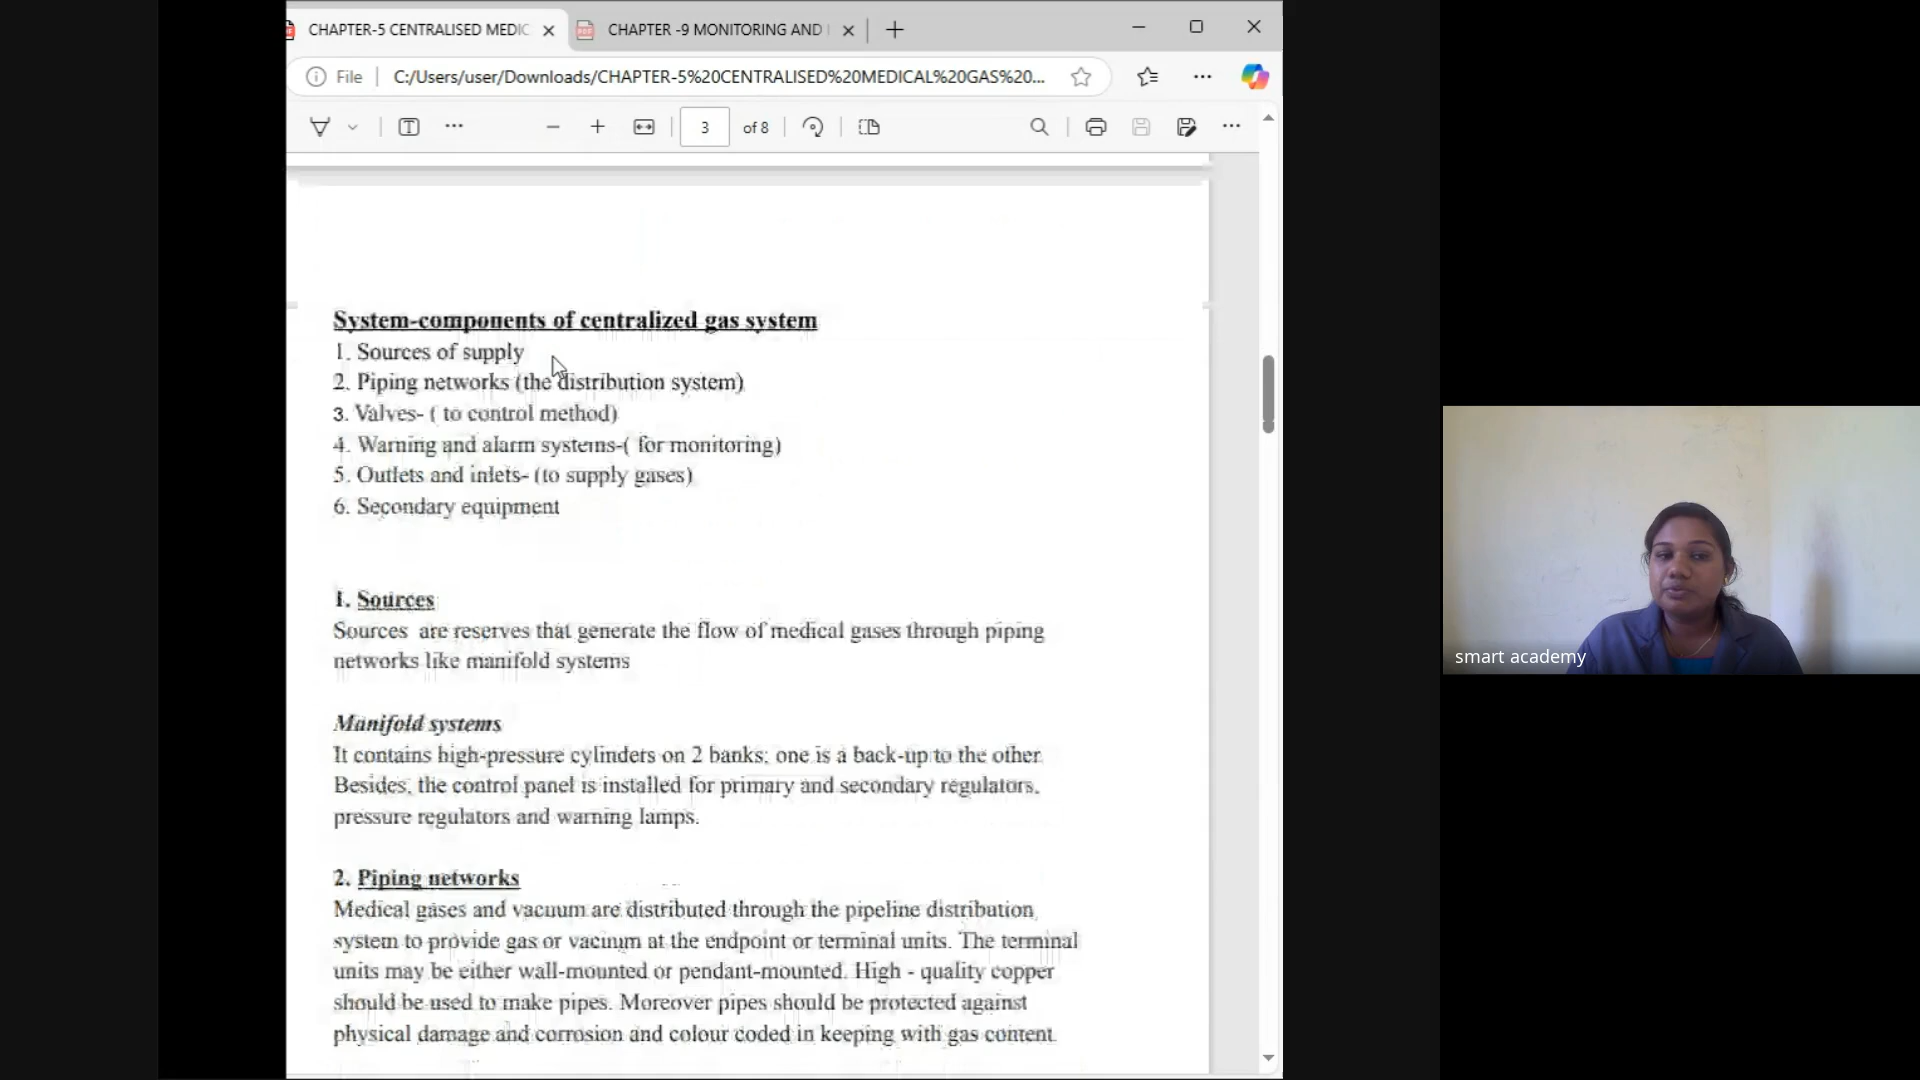 CHAPTER-5 CENTRALISED MEDIC
CHAPTER -9 MONITORING AND
File
C:/Users/user/Downloads/CHAPTER-5%20CENTRALISED%20MEDICAL%20GAS%20...
3 of 8
System-components of centralized gas system
1. Sources of supply
2. Piping networks (the distribution system)
3. Valves- ( to control method)
4. Warning and alarm systems-( for monitoring)
5. Outlets and inlets- (to supply gases)
6. Secondary equipment
1. Sources
Sources are reserves that generate the flow of medical gases through piping
networks like manifold systems
Manifold systems
It contains high-pressure cylinders on 2 banks; one is a back-up to the other
Besides, the control panel is installed for primary and secondary regulators,
pressure regulators and warning lamps.
2. Piping networks
Medical gases and vacuum are distributed through the pipeline distribution
system to provide gas or vacuum at the endpoint or terminal units. The terminal
units may be either wall-mounted or pendant-mounted. High - quality copper
should be used to make pipes. Moreover pipes should be protected against
physical damage and corrosion and colour coded in keeping with gas content
smart academy